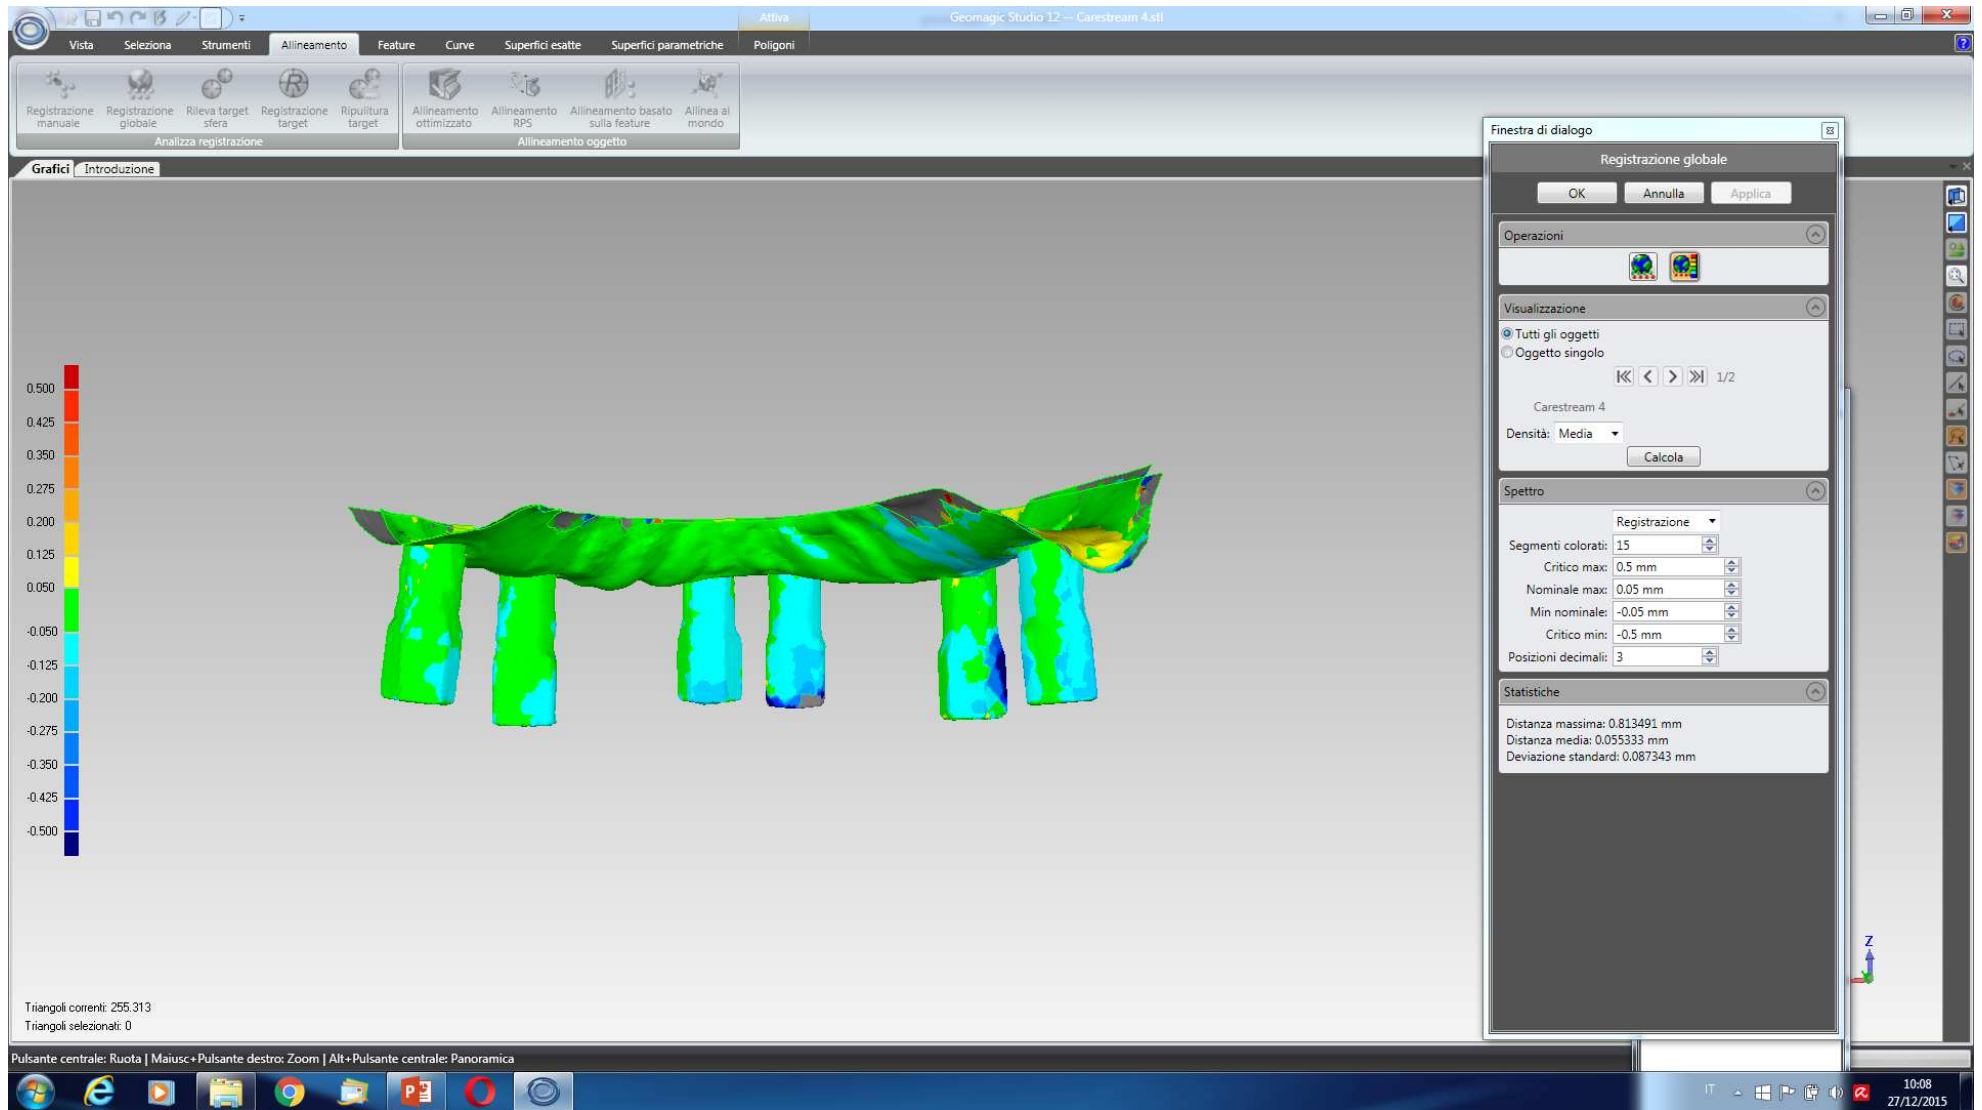 Attiva
Geomagic Studio 12 -- Carestream 4.stl
Vista Seleziona Strumenti Allineamento Feature Curve Superfici esatte Superfici parametriche Poligoni
Registrazione manuale
Registrazione globale
Rileva target sfera
Registrazione target
Ripulitura target
Allineamento ottimizzato
Allineamento RPS
Allineamento basato sulla feature
Allinea al mondo
Analizza registrazione
Allineamento oggetto
Grafici Introduzione
0.500
0.425
0.350
0.275
0.200
0.125
0.050
-0.050
-0.125
-0.200
-0.275
-0.350
-0.425
-0.500
Finestra di dialogo
Registrazione globale
OK Annulla Applica
Operazioni
Visualizzazione
Tutti gli oggetti
Oggetto singolo
1/2
Carestream 4
Densità: Media
Calcola
Spettro
Registrazione
Segmenti colorati: 15
Critico max: 0.5 mm
Nominale max: 0.05 mm
Min nominale: -0.05 mm
Critico min: -0.5 mm
Posizioni decimali: 3
Statistiche
Distanza massima: 0.813491 mm
Distanza media: 0.055333 mm
Deviazione standard: 0.087343 mm
Z
Triangoli correnti: 255.313
Triangoli selezionati: 0
Pulsante centrale: Ruota | Maiusc+Pulsante destro: Zoom | Alt+Pulsante centrale: Panoramica
IT
10:08
27/12/2015